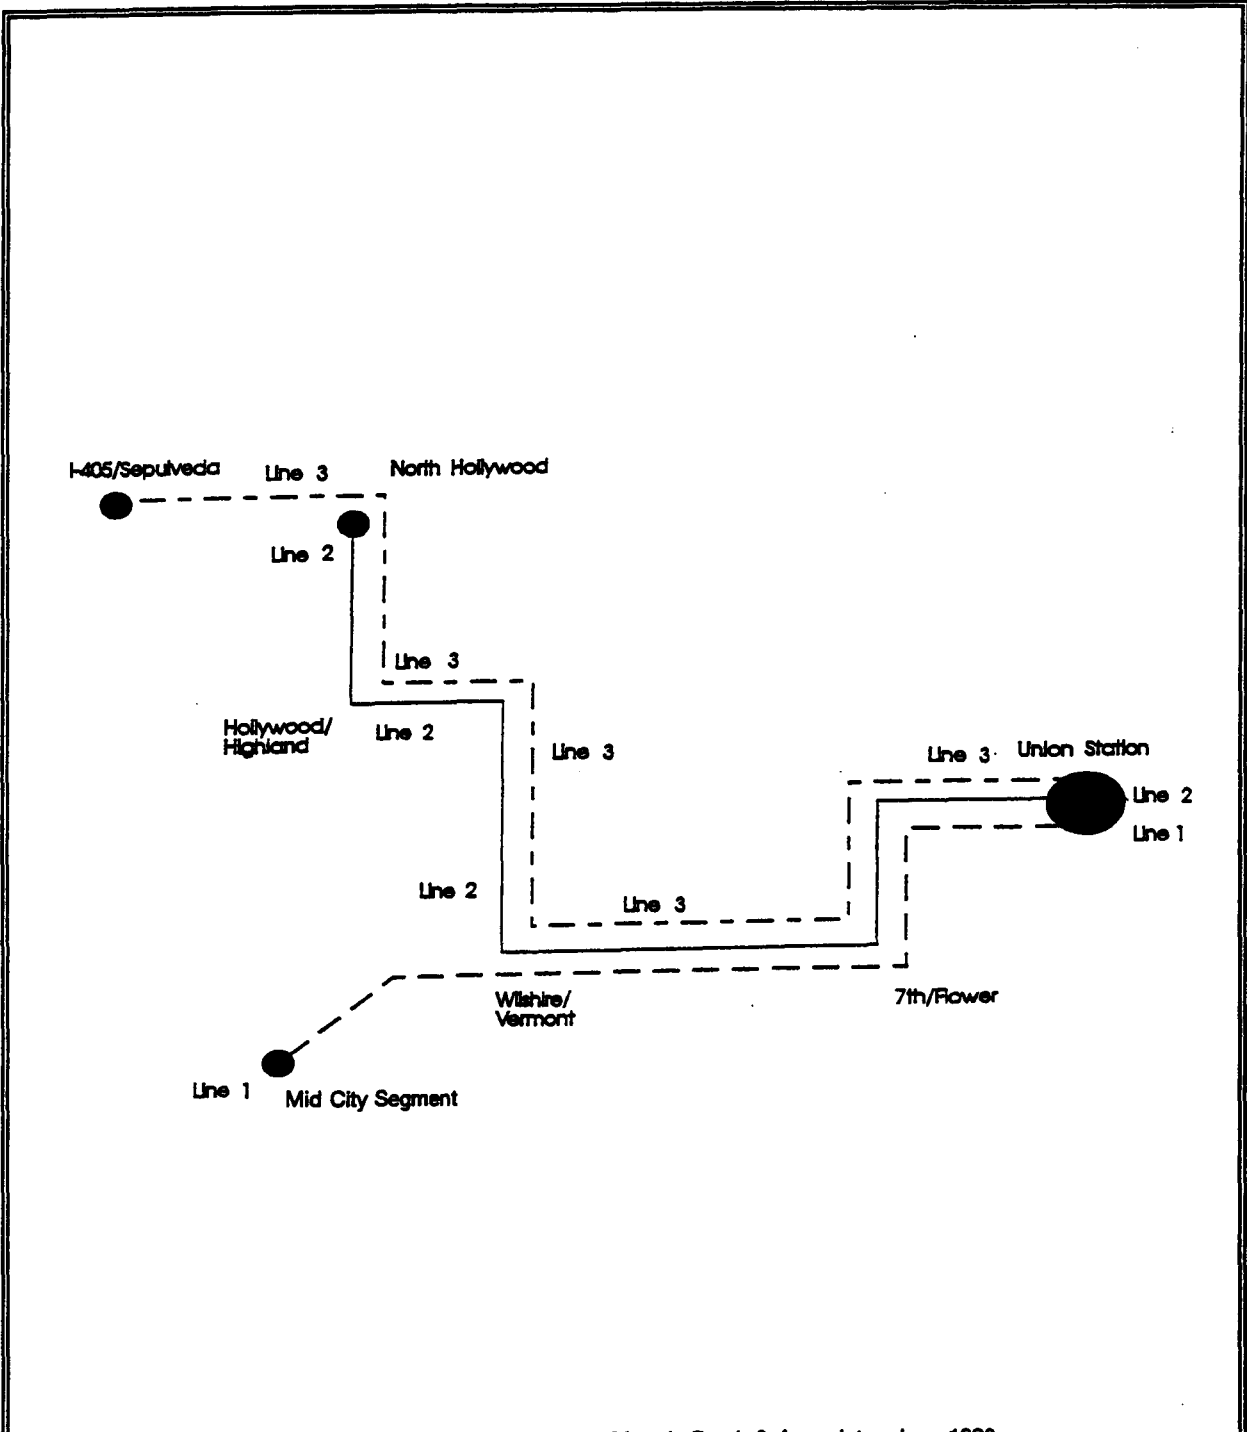 I-405/Sepulveda
Line 3
North Hollywood
Line 2
Line 3
Hollywood/
Highland
Line 2
Line 3
Line 3
Union Station
Line 2
Line 1
Line 2
Line 3
Wilshire/
Vermont
7th/Flower
Line 1
Mid City Segment